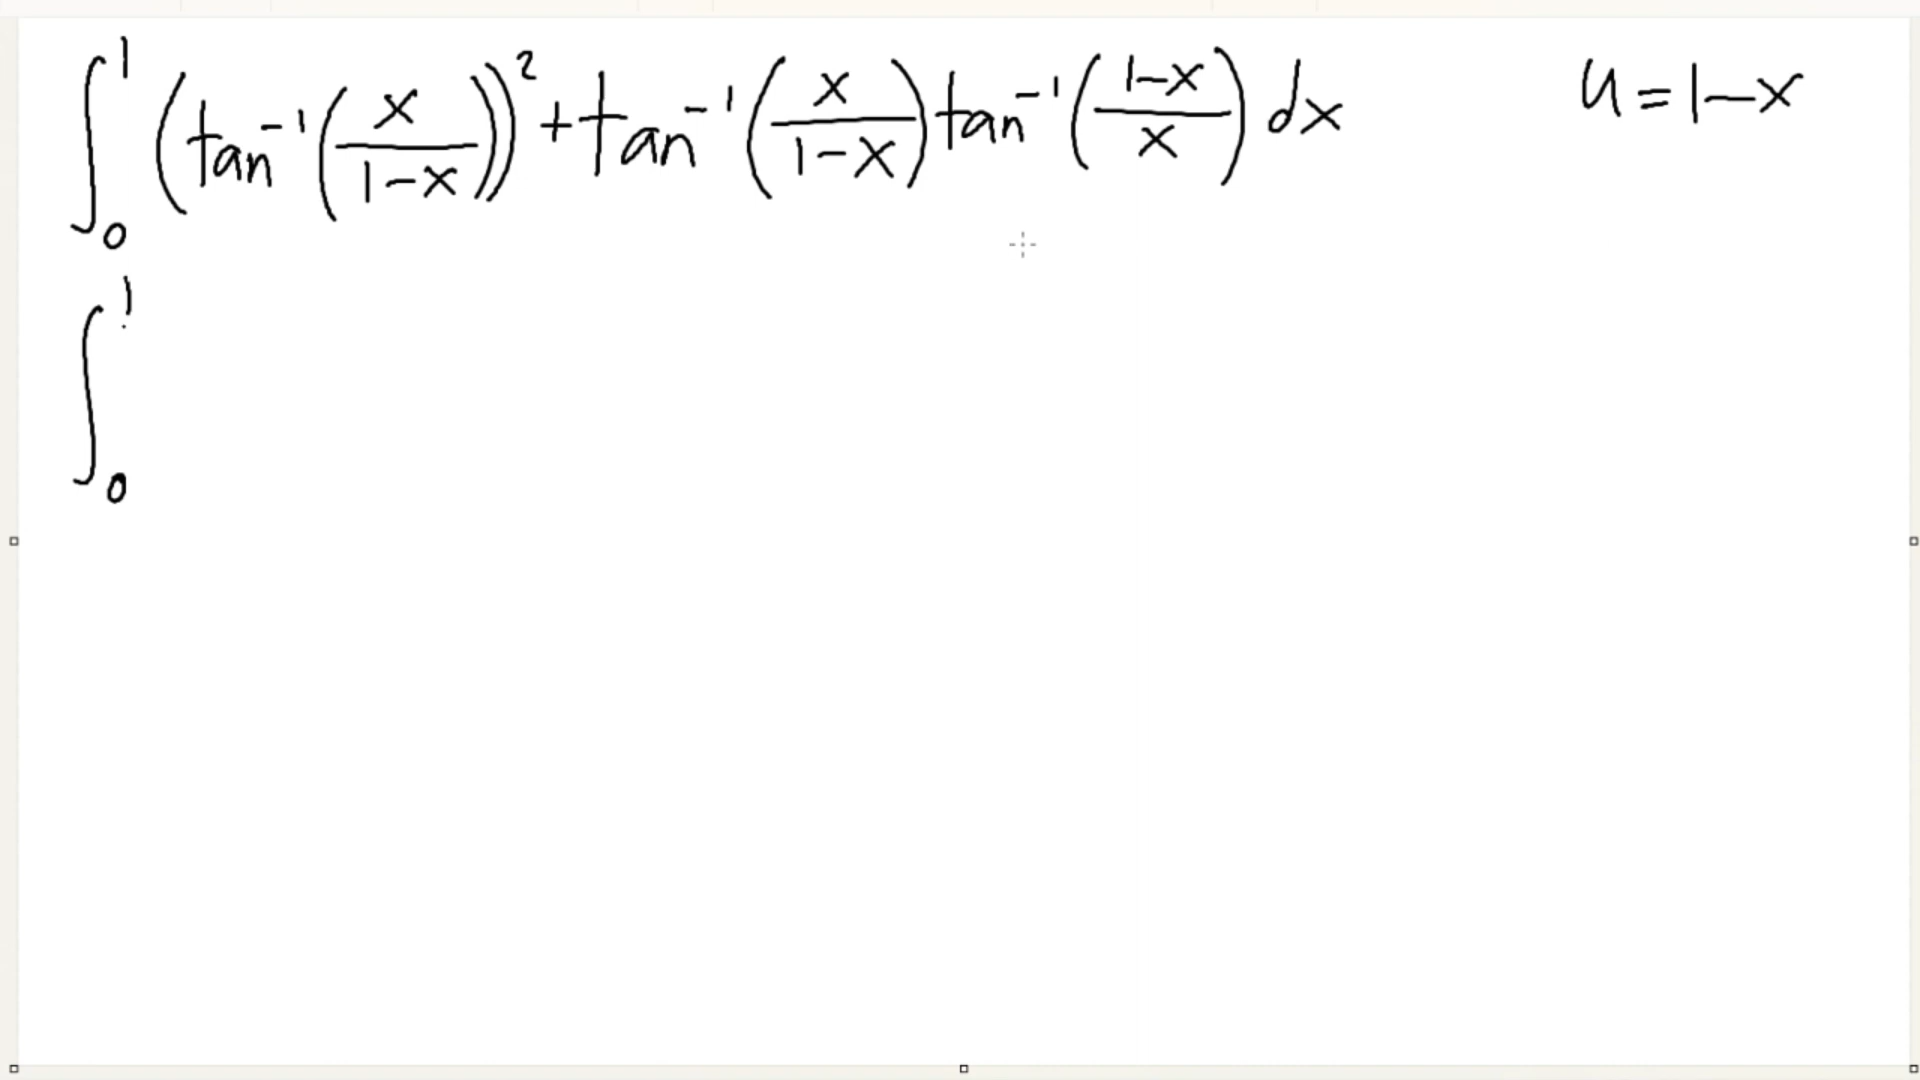 ∫₀¹ (tan⁻¹(x/(1-x)))² + tan⁻¹(x/(1-x)) tan⁻¹((1-x)/x) dx u = 1-x
∫₀¹